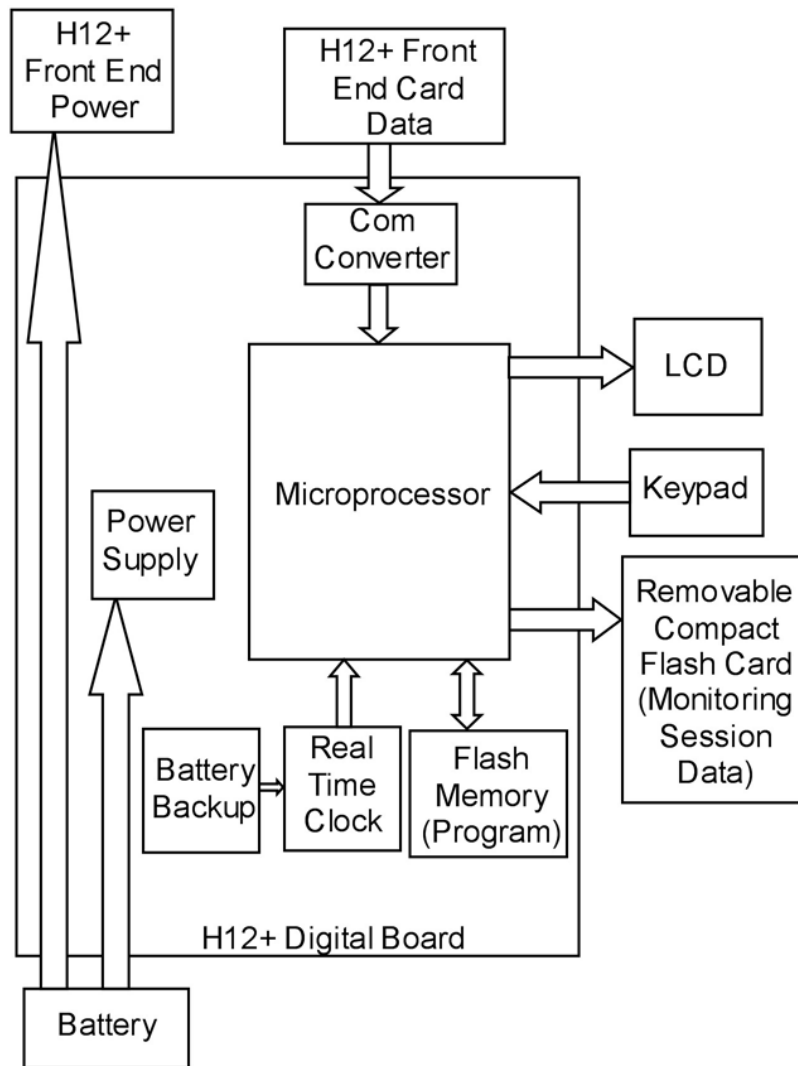 H12+
Front End
Power
H12+ Front
End Card
Data
Com
Converter
LCD
Microprocessor
Keypad
Power
Supply
Removable
Compact
Flash Card
(Monitoring
Session
Data)
Battery
Backup
Real
Time
Clock
Flash
Memory
(Program)
H12+ Digital Board
Battery